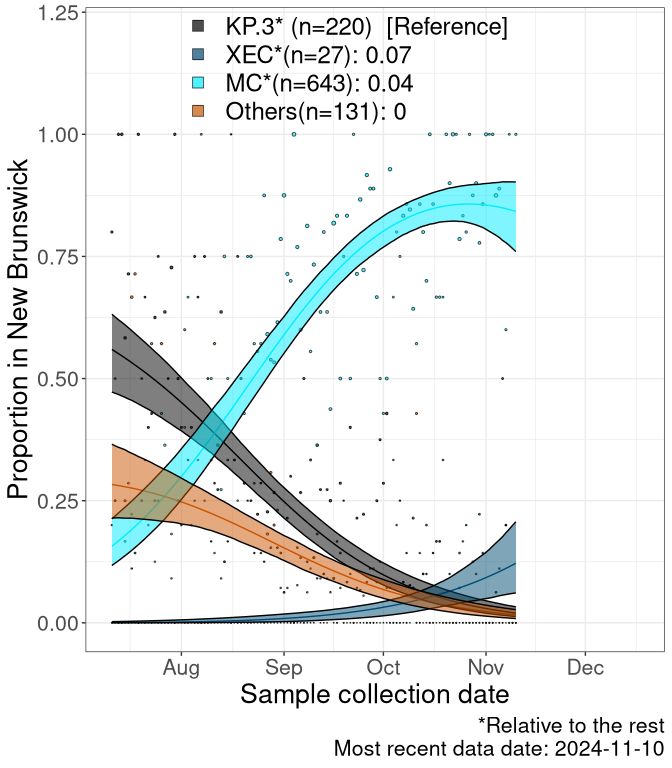 KP.3* (n=220)  [Reference]
XEC*(n=27): 0.07
MC*(n=643): 0.04
Others(n=131): 0
1.25
1.00
0.75
0.50
0.25
0.00
Proportion in New Brunswick
Aug Sep Oct Nov Dec
Sample collection date
*Relative to the rest
Most recent data date: 2024-11-10